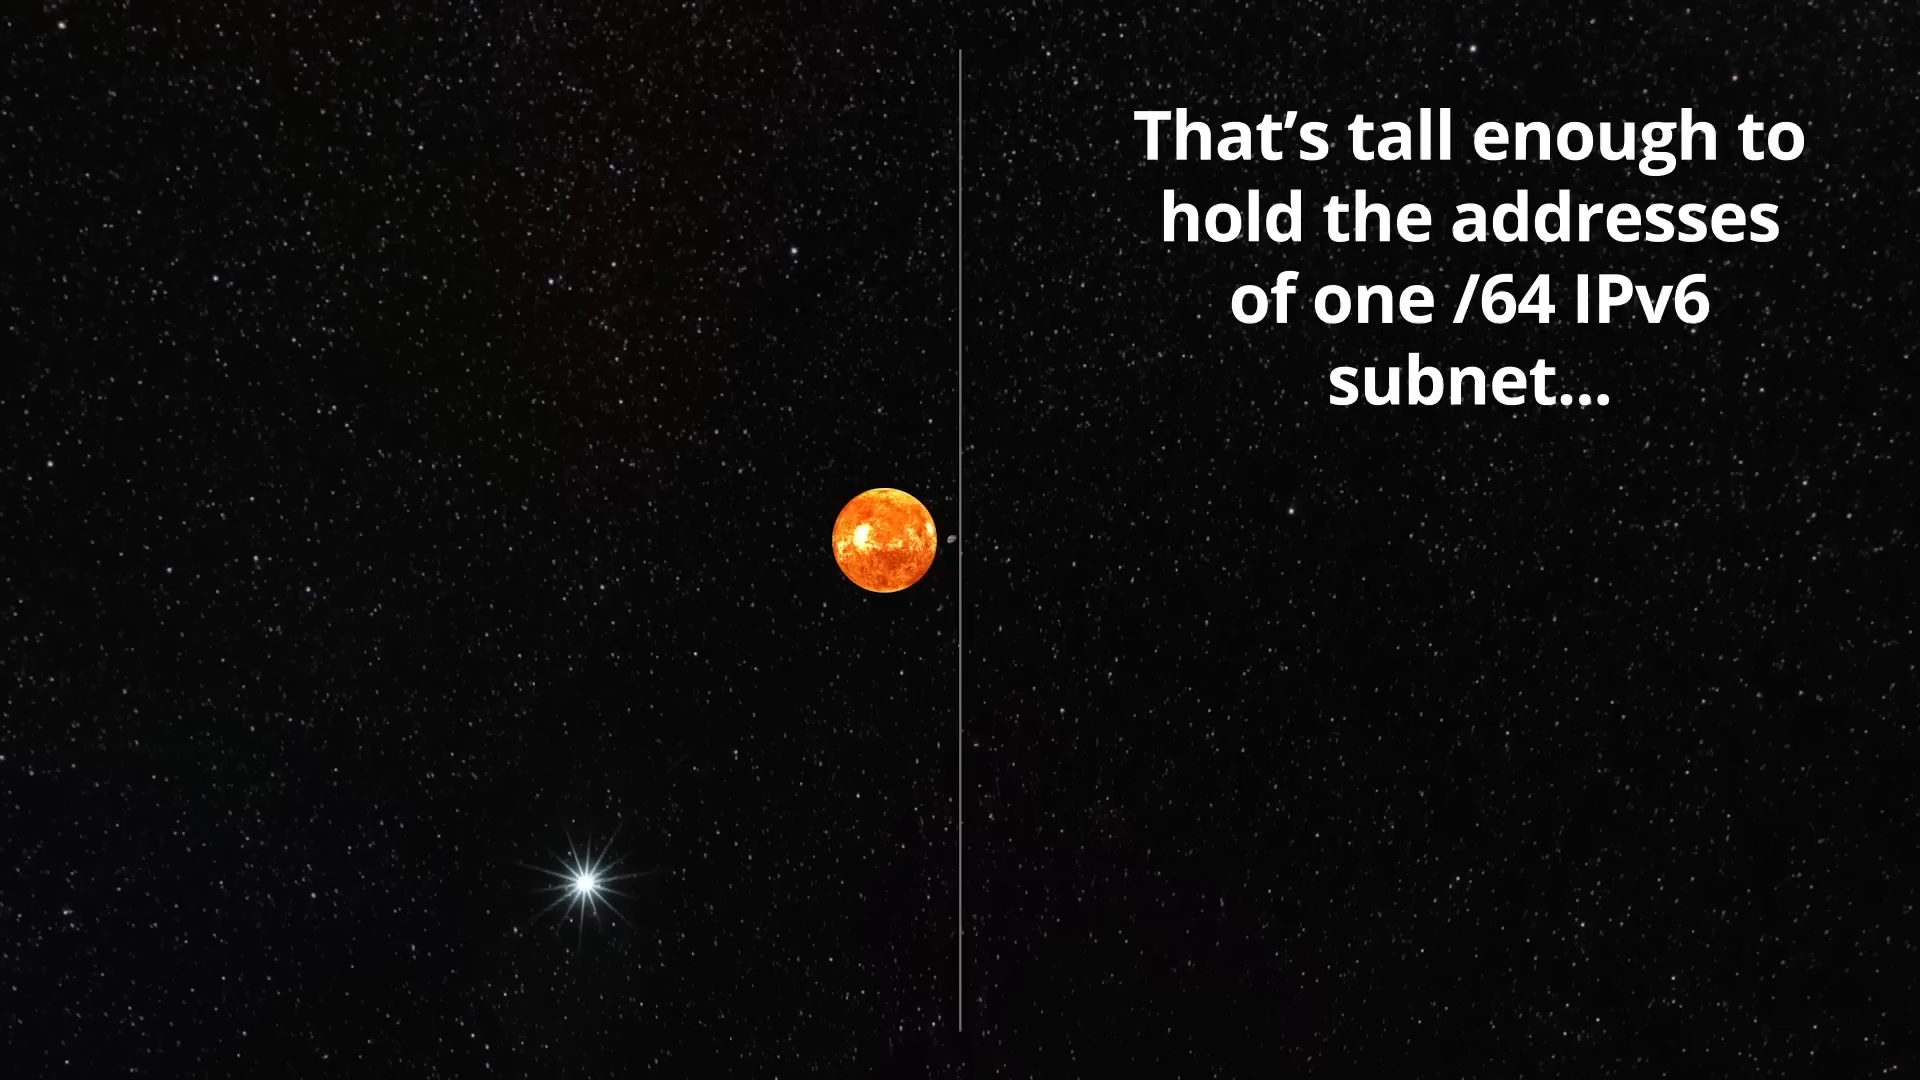 That’s tall enough to
hold the addresses
of one /64 IPv6
subnet...